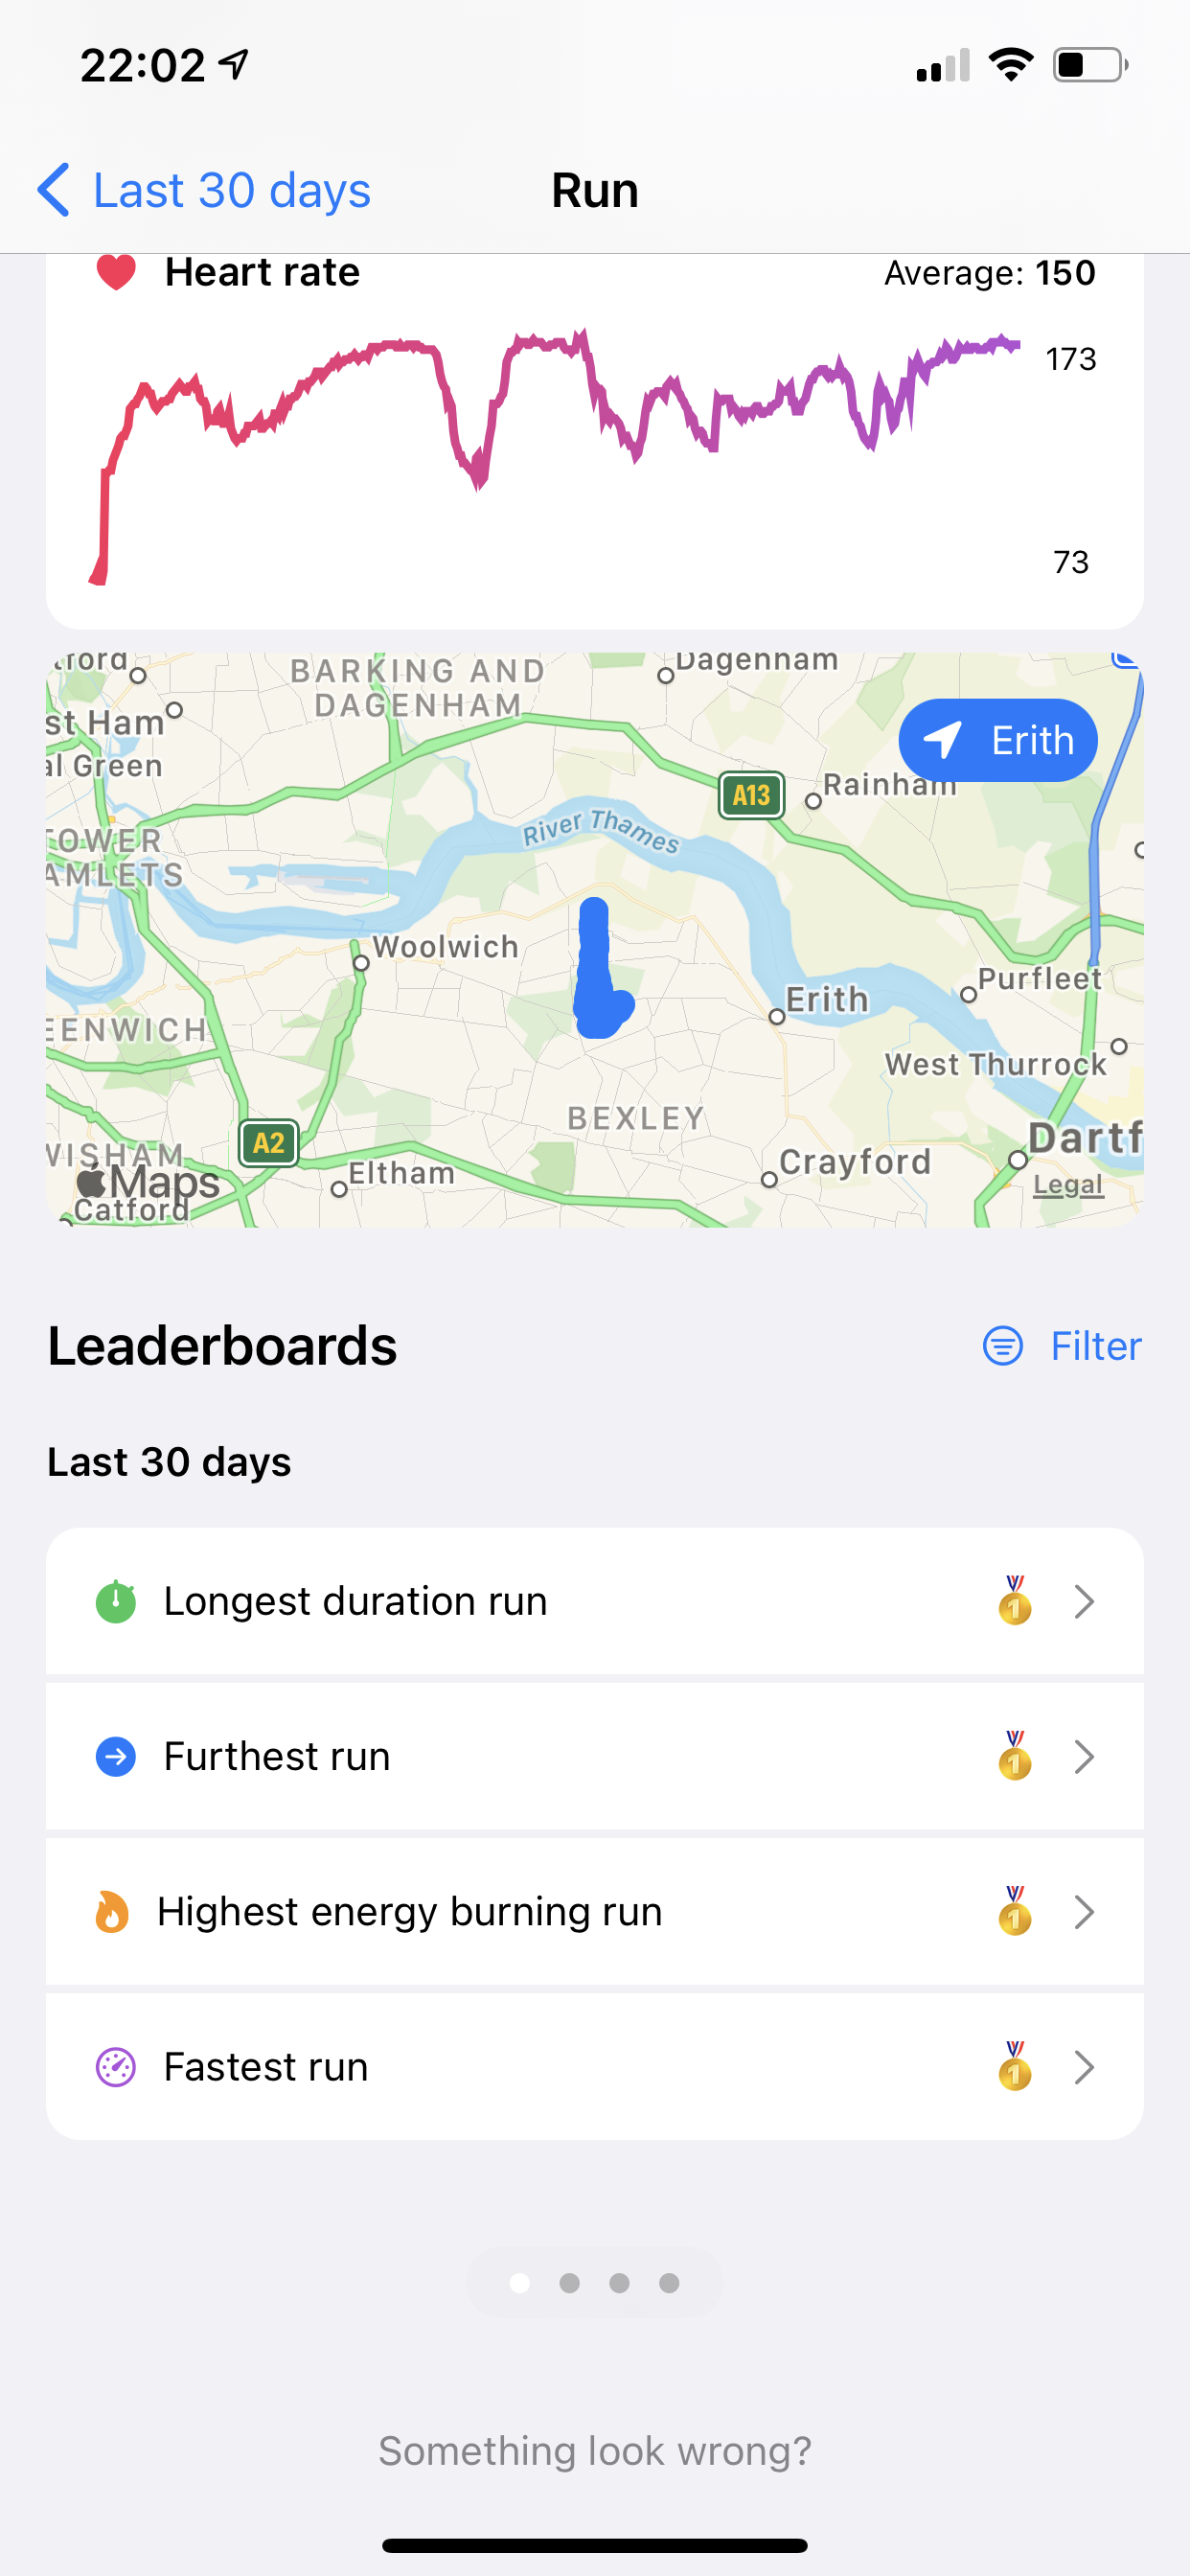 22:02
Last 30 days
Run
Heart rate
Average: 150
173
73
BARKING AND
DAGENHAM
Dagenham
st Ham
al Green
Erith
A13
Rainham
River Thames
TOWER
AMLETS
Woolwich
Erith
Purfleet
EENWICH
West Thurrock
BEXLEY
A2
WISHAM
Dartf
Maps
Eltham
Crayford
Legal
Catford
Leaderboards
Filter
Last 30 days
Longest duration run
1
Furthest run
1
Highest energy burning run
1
Fastest run
1
Something look wrong?